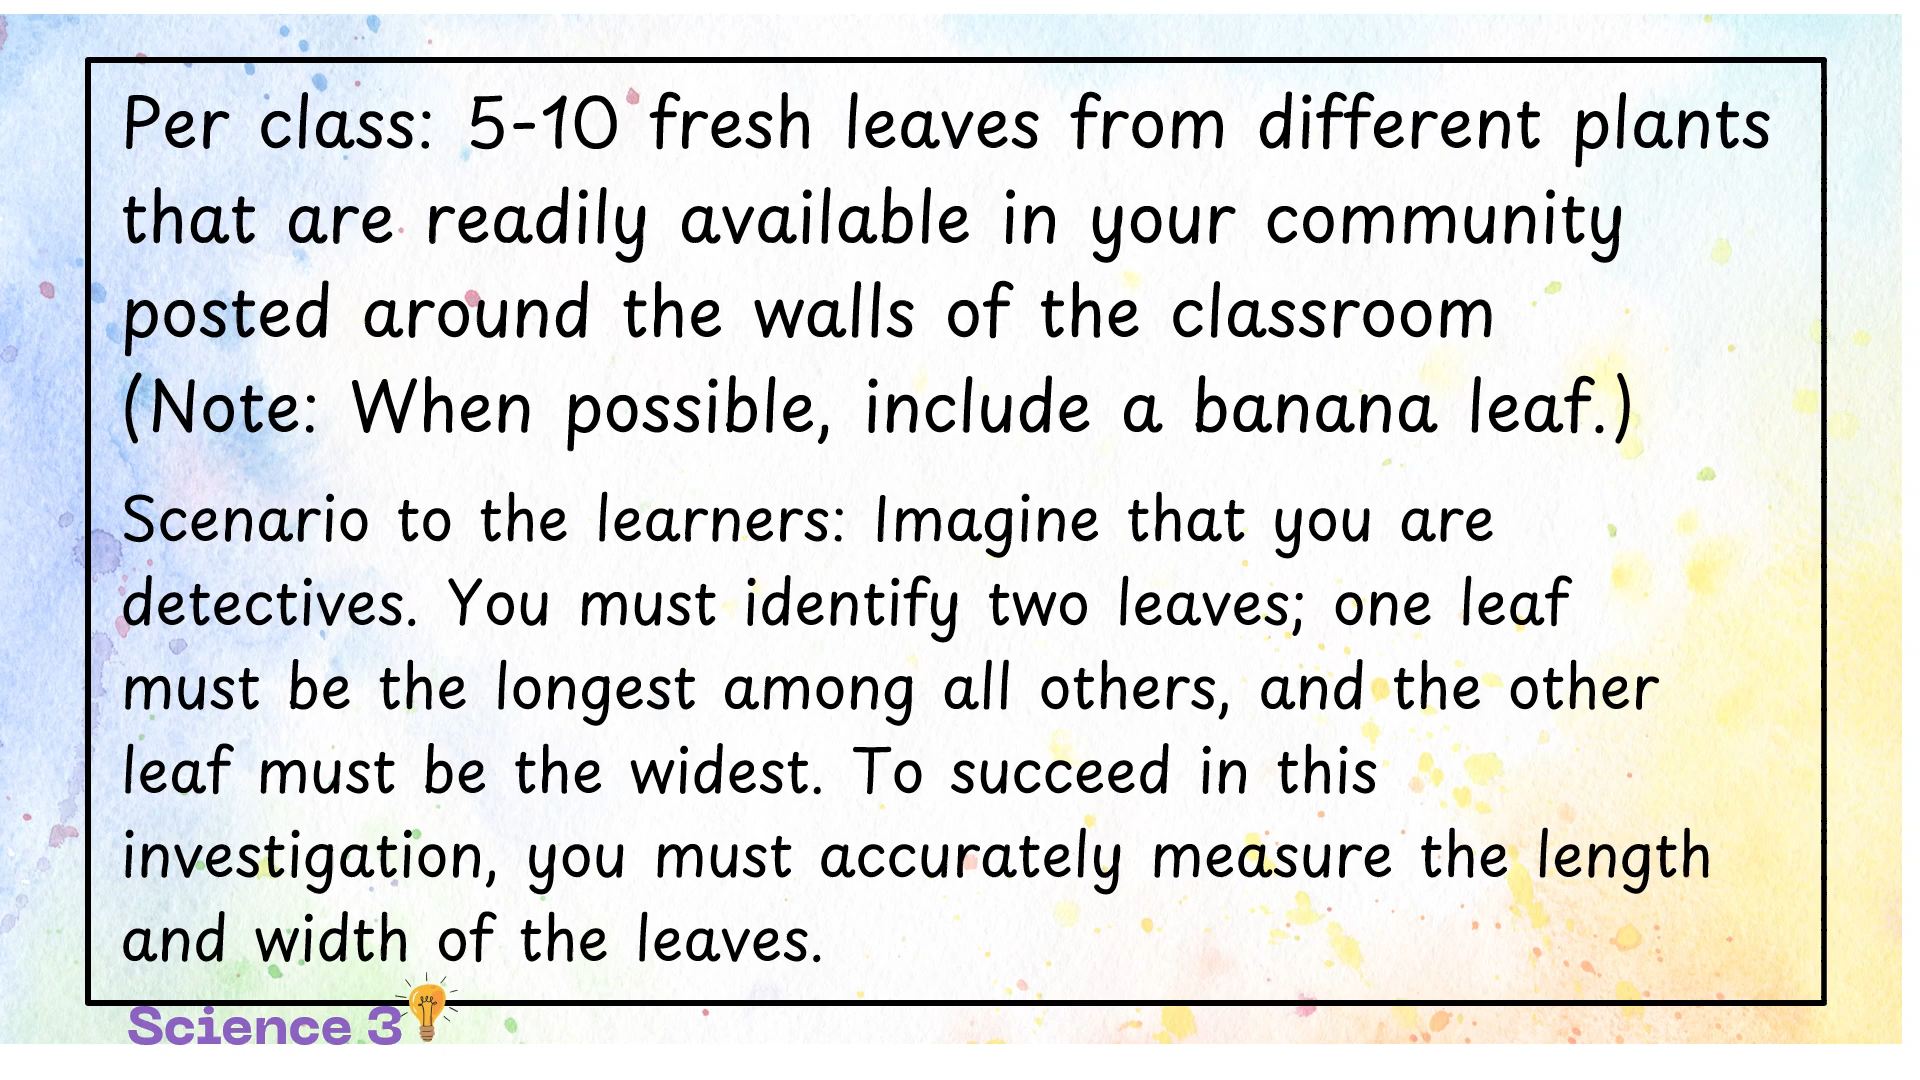 Per class: 5-10 fresh leaves from different plants
that are readily available in your community
posted around the walls of the classroom
(Note: When possible, include a banana leaf.)
Scenario to the learners: Imagine that you are
detectives. You must identify two leaves; one leaf
must be the longest among all others, and the other
leaf must be the widest. To succeed in this
investigation, you must accurately measure the length
and width of the leaves.
Science 3